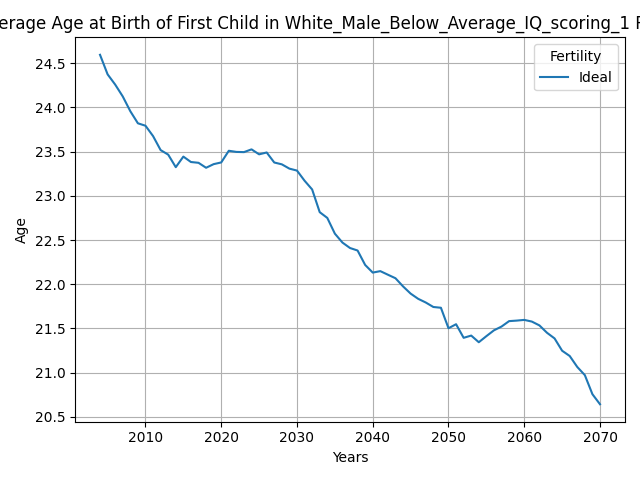 Average Age at Birth of First Child in White_Male_Below_Average_IQ_scoring_1
Fertility
Ideal
24.5
24.0
23.5
23.0
22.5
22.0
21.5
21.0
20.5
Age
2010 2020 2030 2040 2050 2060 2070
Years